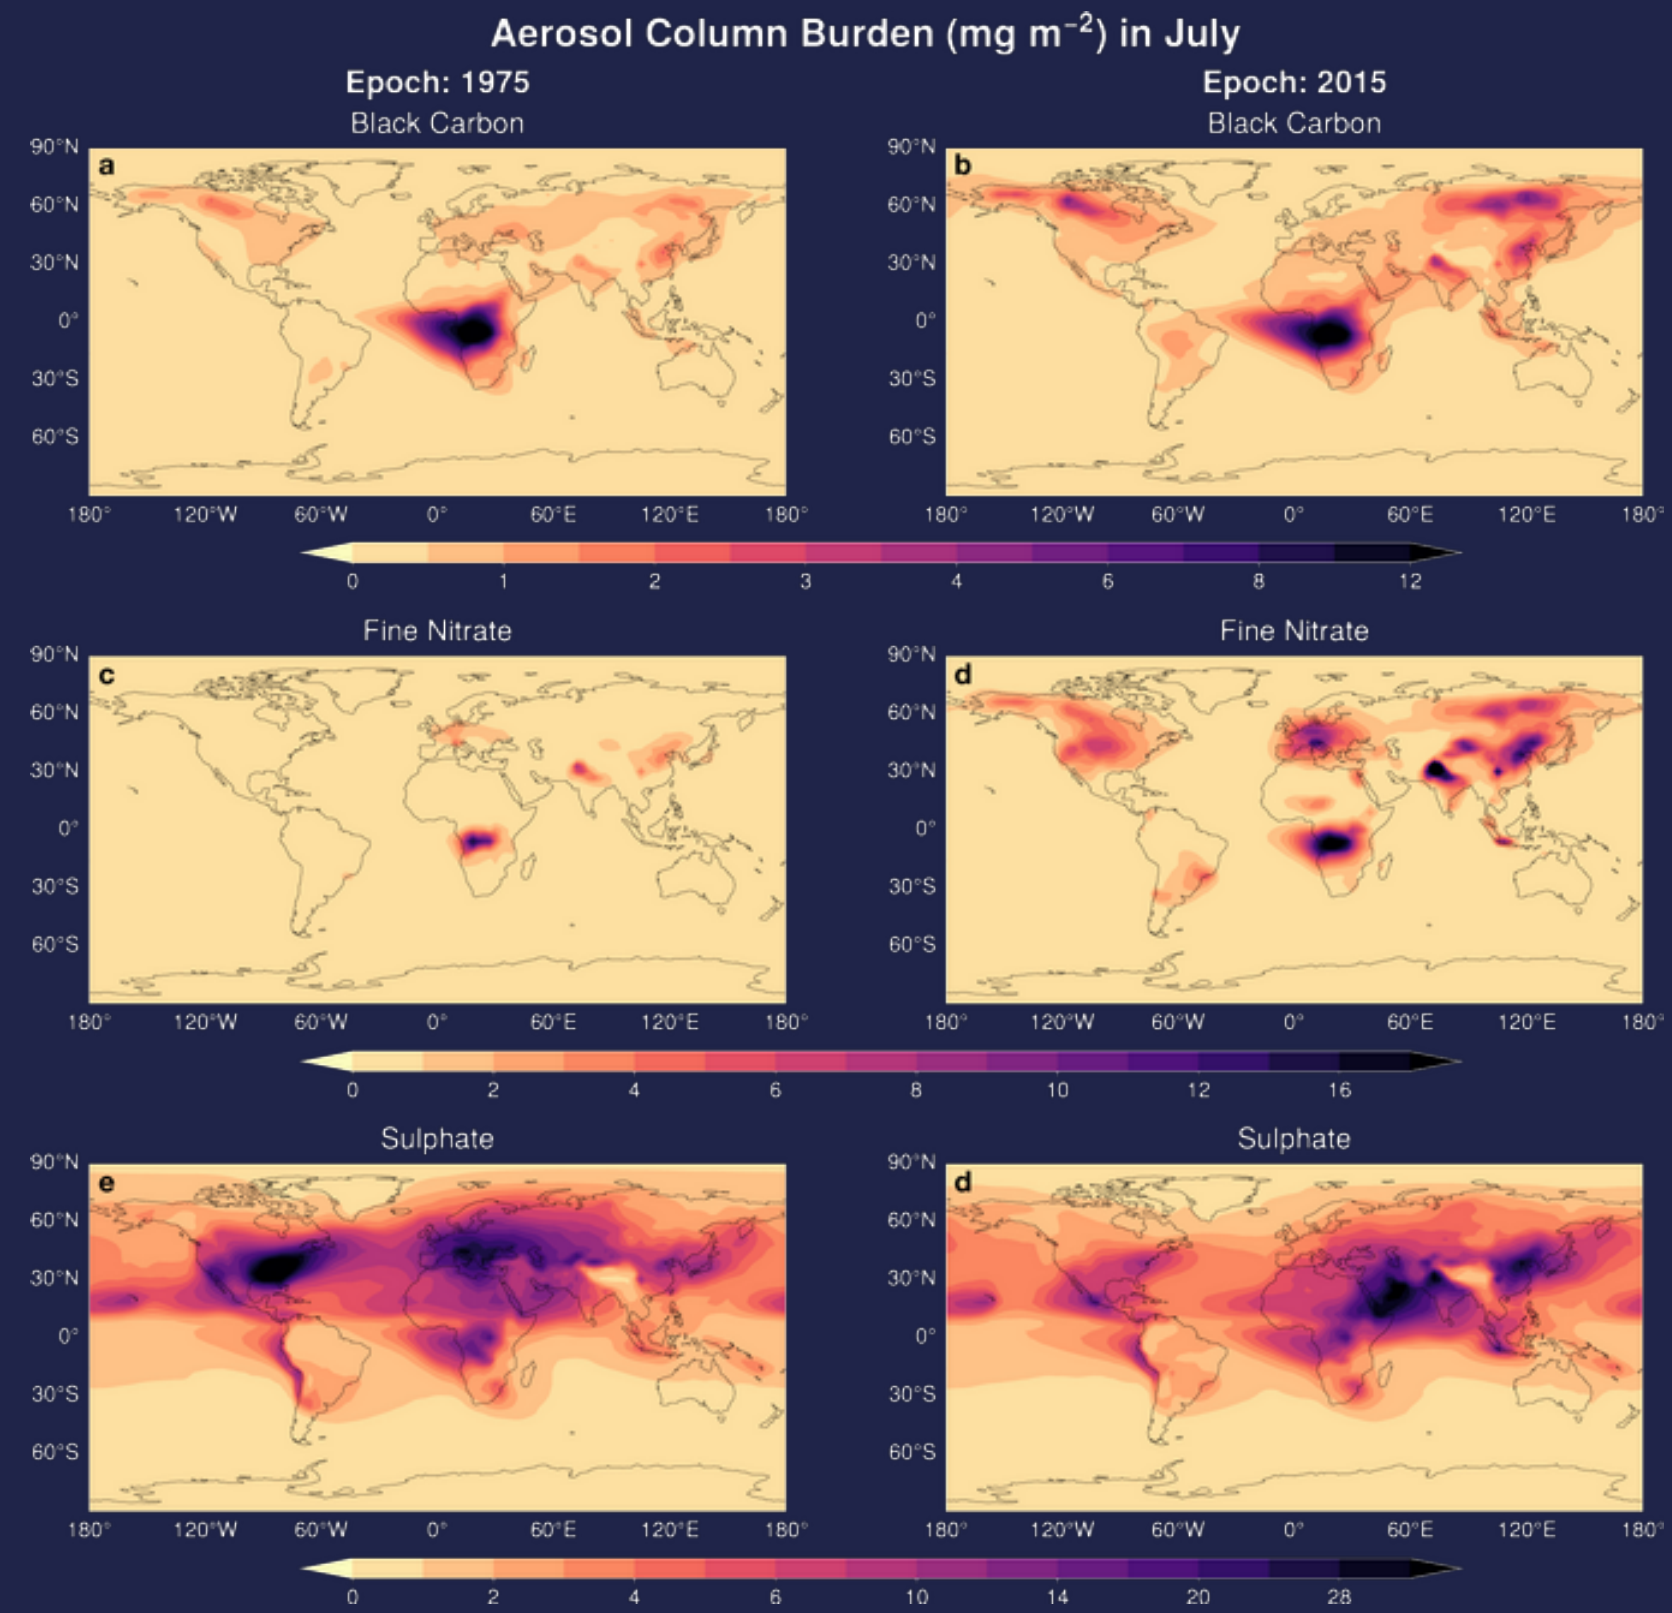 Aerosol Column Burden (mg m⁻²) in July
Epoch: 1975
Epoch: 2015
Black Carbon
Black Carbon
a
90°N
60°N
30°N
0°
30°S
60°S
180° 120°W 60°W 0° 60°E 120°E 180°
b
90°N
60°N
30°N
0°
30°S
60°S
180° 120°W 60°W 0° 60°E 120°E 180°
0 1 2 3 4 6 8 12
Fine Nitrate
Fine Nitrate
c
90°N
60°N
30°N
0°
30°S
60°S
180° 120°W 60°W 0° 60°E 120°E 180°
d
90°N
60°N
30°N
0°
30°S
60°S
180° 120°W 60°W 0° 60°E 120°E 180°
0 2 4 6 8 10 12 16
Sulphate
Sulphate
e
90°N
60°N
30°N
0°
30°S
60°S
180° 120°W 60°W 0° 60°E 120°E 180°
d
90°N
60°N
30°N
0°
30°S
60°S
180° 120°W 60°W 0° 60°E 120°E 180°
0 2 4 6 10 14 20 28